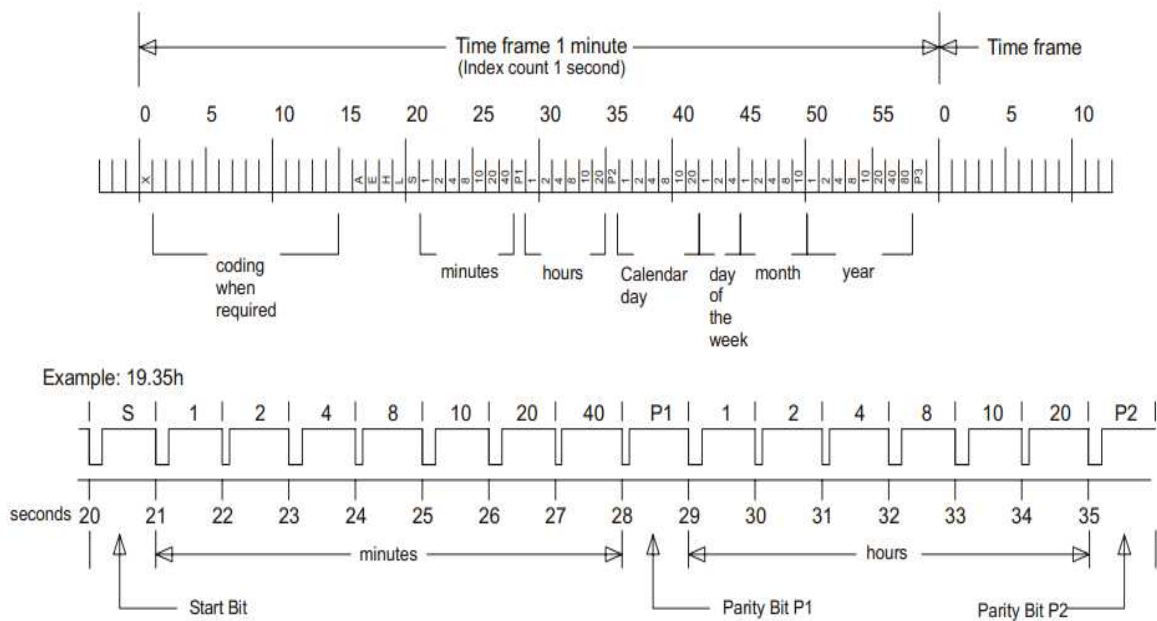 Time frame 1 minute
(Index count 1 second)
Time frame
0 5 10 15 20 25 30 35 40 45 50 55 0 5 10
X A E H L S 1 2 4 8 10 20 40 P1 1 2 4 8 10 20 P2 1 2 4 8 10 20 1 2 4 1 2 4 8 10 1 2 4 8 10 20 40 80 P3
coding
when
required
minutes
hours
Calendar
day
day
of
the
week
month
year
Example: 19.35h
S 1 2 4 8 10 20 40 P1 1 2 4 8 10 20 P2
seconds 20 21 22 23 24 25 26 27 28 29 30 31 32 33 34 35
minutes
hours
Start Bit
Parity Bit P1
Parity Bit P2